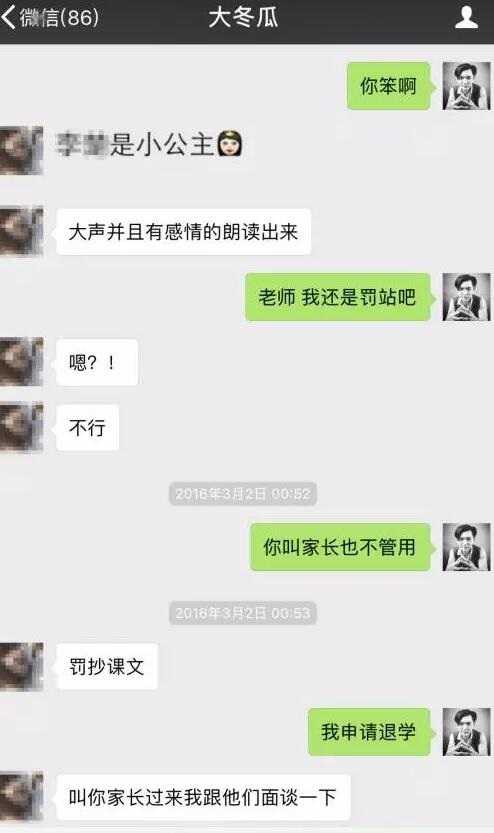 微信(86)
大冬瓜
你笨啊
是小公主
大声并且有感情的朗读出来
老师 我还是罚站吧
嗯？！
不行
2016年3月2日 00:52
你叫家长也不管用
2016年3月2日 00:53
罚抄课文
我申请退学
叫你家长过来我跟他们面谈一下